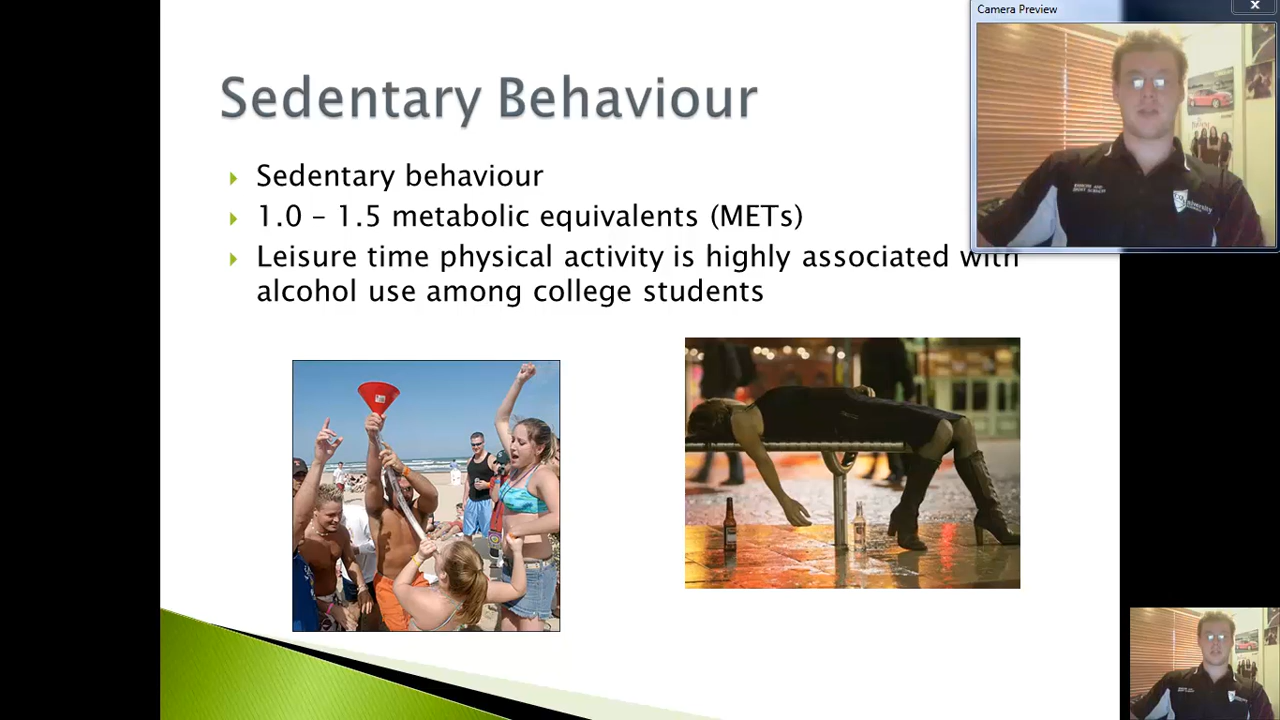 Camera Preview
Sedentary Behaviour
Sedentary behaviour
1.0 – 1.5 metabolic equivalents (METs)
Leisure time physical activity is highly associated with
alcohol use among college students